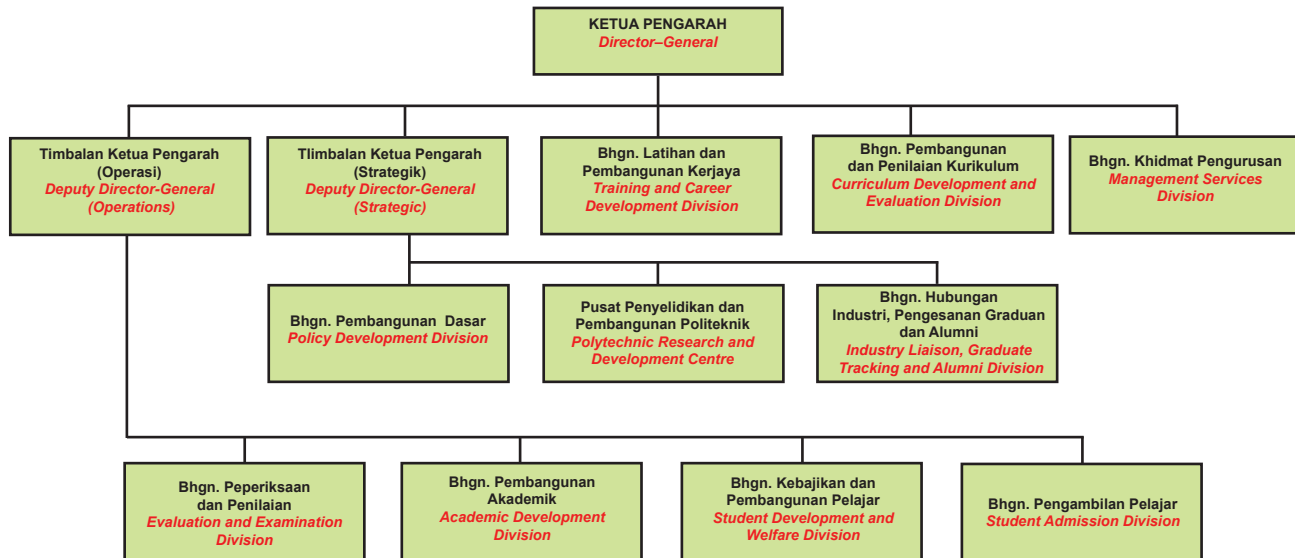 KETUA PENGARAH
Director–General
Timbalan Ketua Pengarah
(Operasi)
Deputy Director-General
(Operations)
Tlimbalan Ketua Pengarah
(Strategik)
Deputy Director-General
(Strategic)
Bhgn. Latihan dan
Pembangunan Kerjaya
Training and Career
Development Division
Bhgn. Pembangunan
dan Penilaian Kurikulum
Curriculum Development and
Evaluation Division
Bhgn. Khidmat Pengurusan
Management Services
Division
Bhgn. Pembangunan Dasar
Policy Development Division
Pusat Penyelidikan dan
Pembangunan Politeknik
Polytechnic Research and
Development Centre
Bhgn. Hubungan
Industri, Pengesanan Graduan
dan Alumni
Industry Liaison, Graduate
Tracking and Alumni Division
Bhgn. Peperiksaan
dan Penilaian
Evaluation and Examination
Division
Bhgn. Pembangunan
Akademik
Academic Development
Division
Bhgn. Kebajikan dan
Pembangunan Pelajar
Student Development and
Welfare Division
Bhgn. Pengambilan Pelajar
Student Admission Division